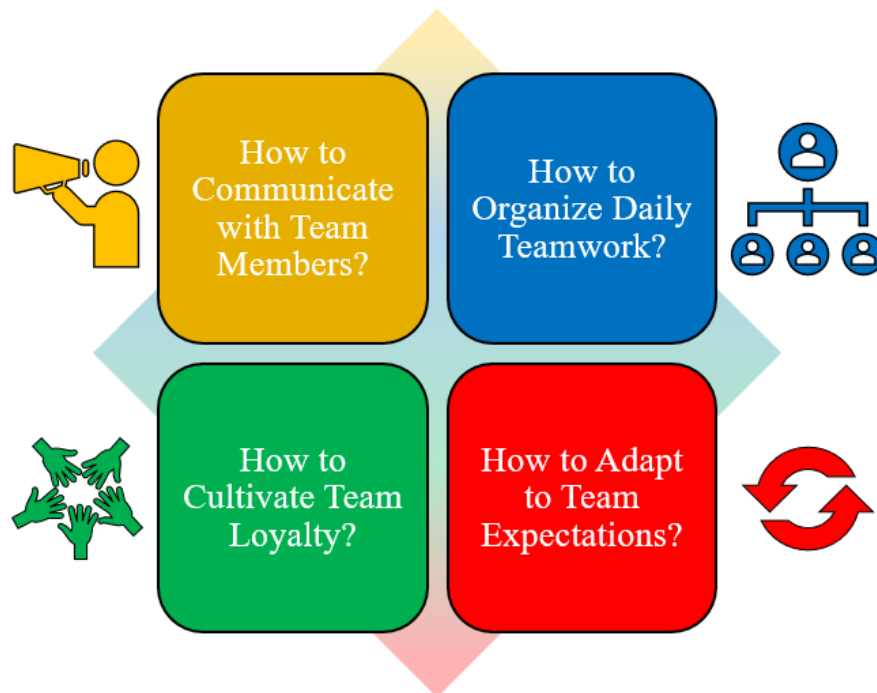 How to
Communicate
with Team
Members?
How to
Organize Daily
Teamwork?
How to
Cultivate Team
Loyalty?
How to Adapt
to Team
Expectations?